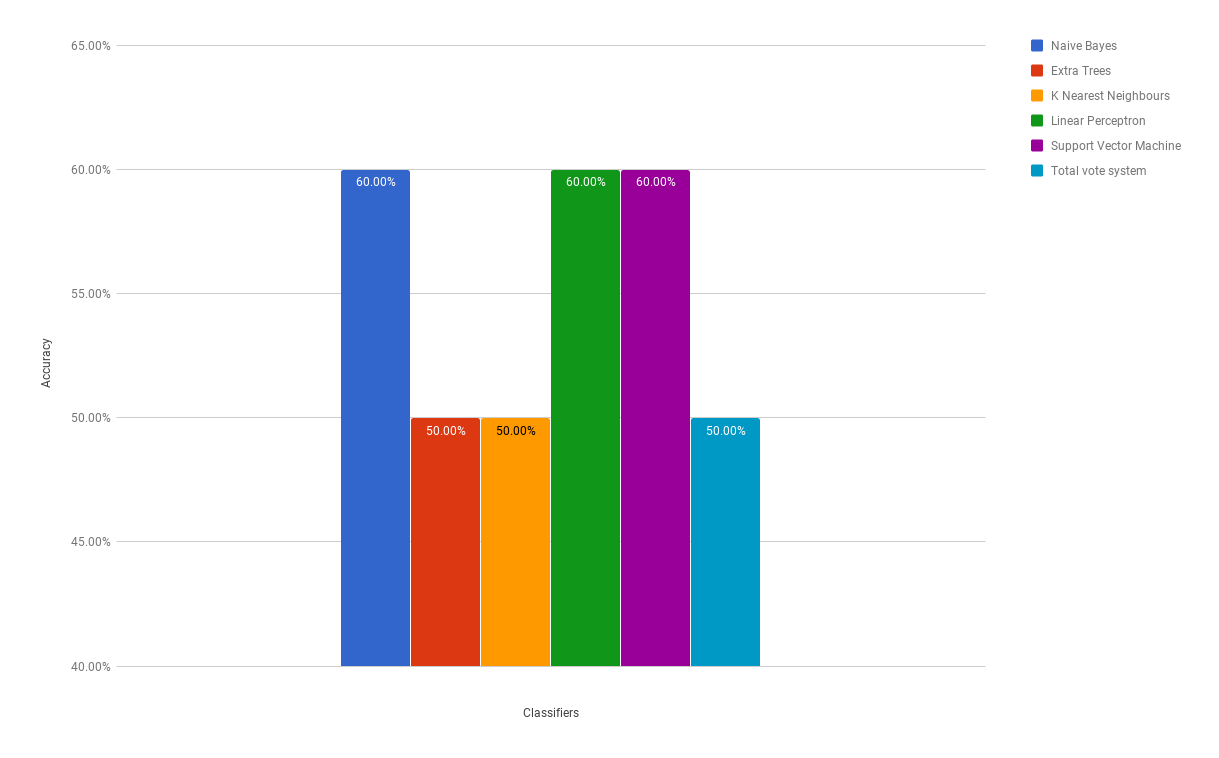 65.00%
60.00%
55.00%
50.00%
45.00%
40.00%
Accuracy
60.00%
50.00%
50.00%
60.00%
60.00%
50.00%
Classifiers
Naive Bayes
Extra Trees
K Nearest Neighbours
Linear Perceptron
Support Vector Machine
Total vote system